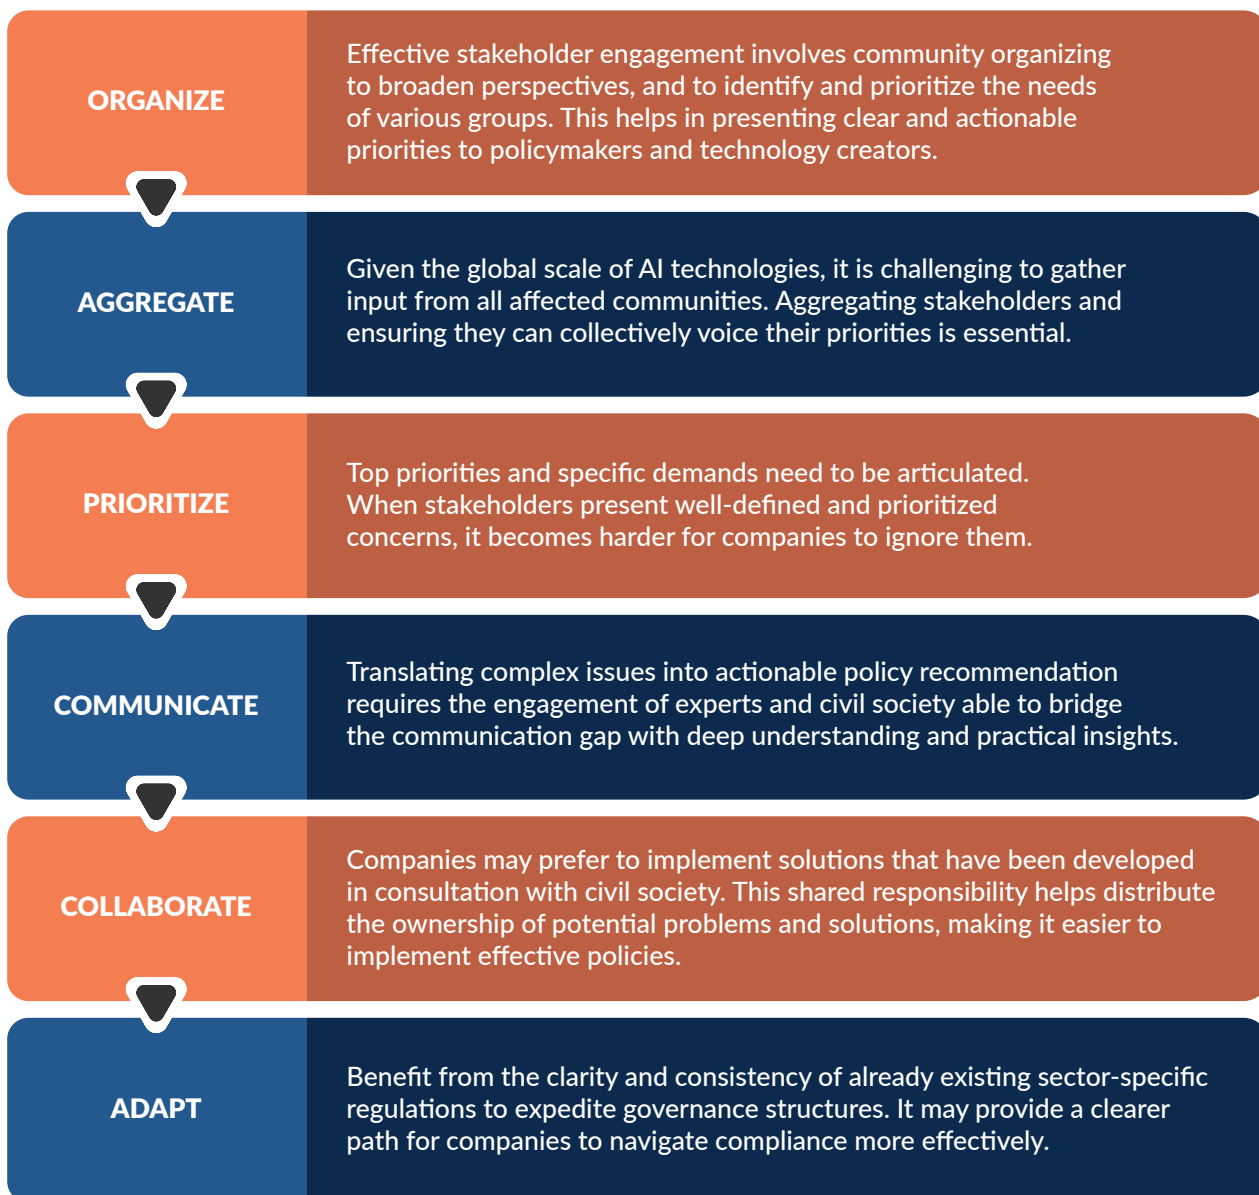 ORGANIZE
Effective stakeholder engagement involves community organizing
to broaden perspectives, and to identify and prioritize the needs
of various groups. This helps in presenting clear and actionable
priorities to policymakers and technology creators.
AGGREGATE
Given the global scale of AI technologies, it is challenging to gather
input from all affected communities. Aggregating stakeholders and
ensuring they can collectively voice their priorities is essential.
PRIORITIZE
Top priorities and specific demands need to be articulated.
When stakeholders present well-defined and prioritized
concerns, it becomes harder for companies to ignore them.
COMMUNICATE
Translating complex issues into actionable policy recommendation
requires the engagement of experts and civil society able to bridge
the communication gap with deep understanding and practical insights.
COLLABORATE
Companies may prefer to implement solutions that have been developed
in consultation with civil society. This shared responsibility helps distribute
the ownership of potential problems and solutions, making it easier to
implement effective policies.
ADAPT
Benefit from the clarity and consistency of already existing sector-specific
regulations to expedite governance structures. It may provide a clearer
path for companies to navigate compliance more effectively.